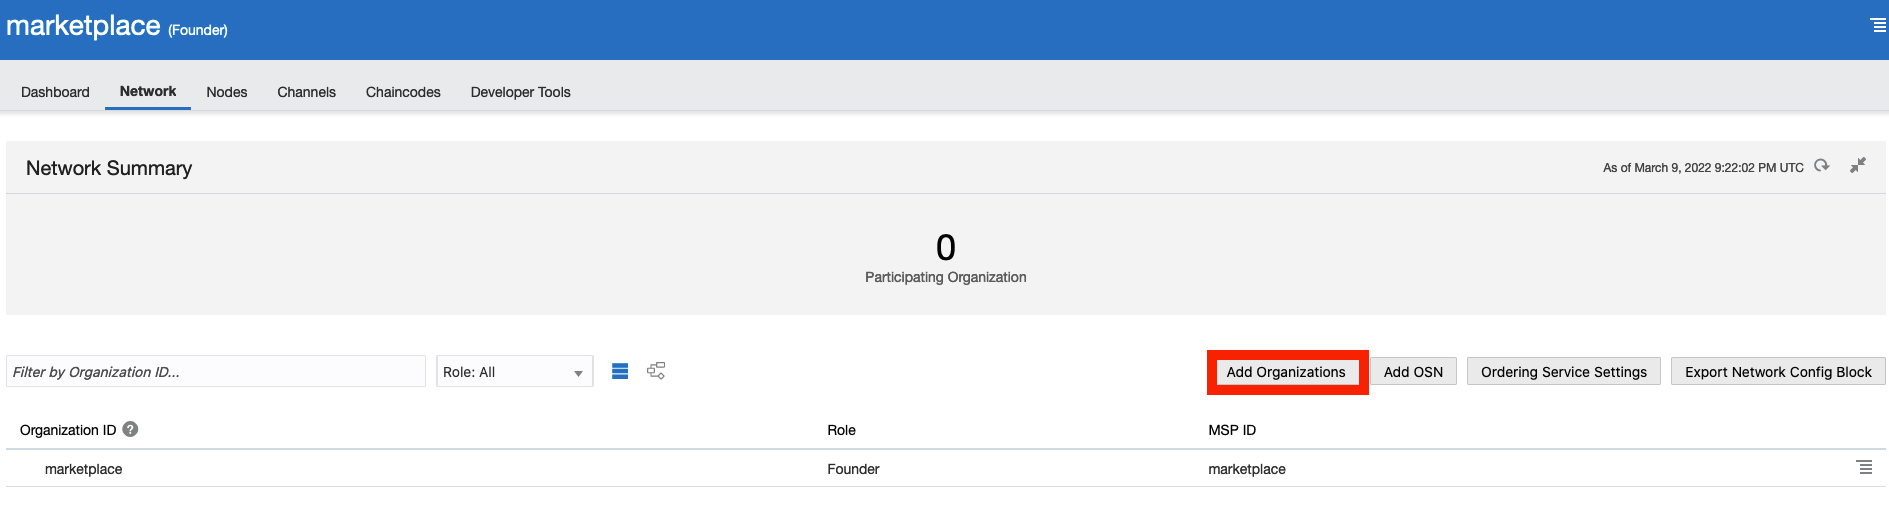 marketplace (Founder)
Dashboard Network Nodes Channels Chaincodes Developer Tools
Network Summary As of March 9, 2022 9:22:02 PM UTC
0
Participating Organization
Filter by Organization ID... Role: All Add Organizations Add OSN Ordering Service Settings Export Network Config Block
Organization ID ? Role MSP ID
marketplace Founder marketplace